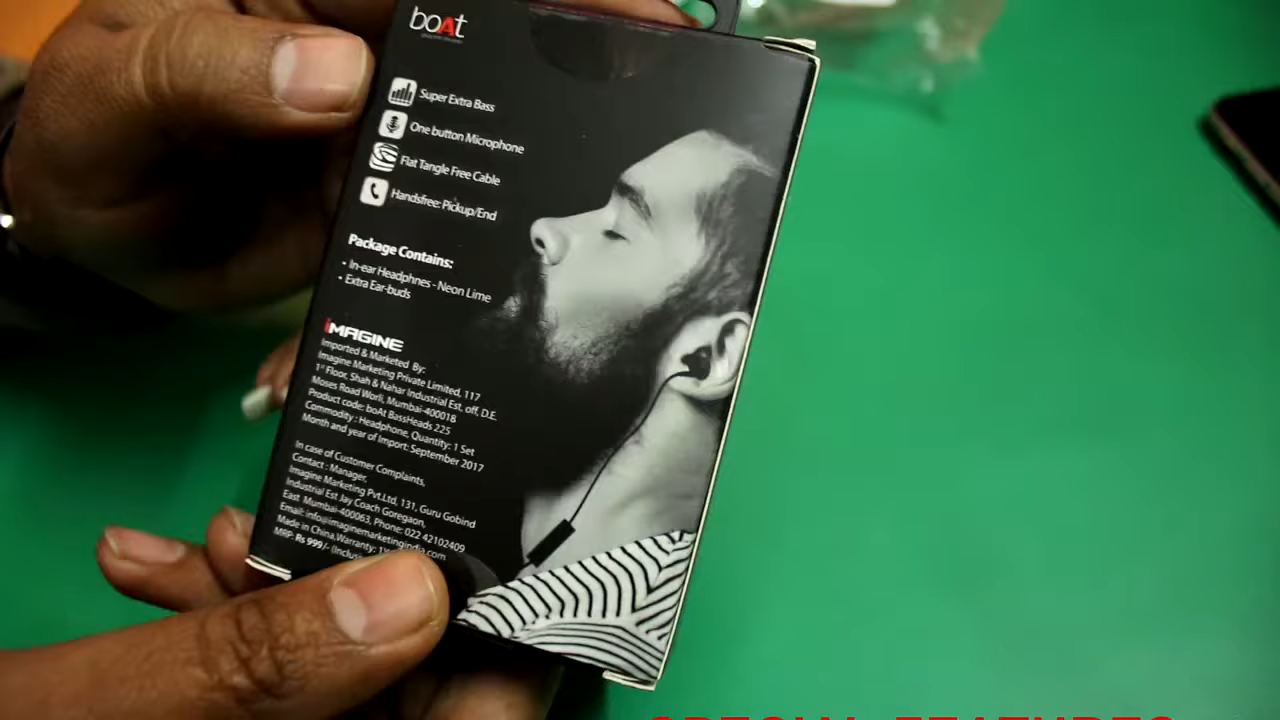 boAt
Super Extra Bass
One button Microphone
Flat Tangle Free Cable
Handsfree: Pickup/End
Package Contains:
• In-ear Headphnes - Neon Lime
• Extra Ear-buds
iMAGINE
Imported & Marketed By:
Imagine Marketing Private Limited, 117
1st Floor, Shah & Nahar Industrial Est, off, D.E.
Moses Road Worli, Mumbai-400018
Product code: boAt BassHeads 225
Commodity : Headphone, Quantity: 1 Set
Month and year of Import: September 2017
In case of Customer Complaints,
Contact : Manager,
Imagine Marketing Pvt.Ltd, 131, Guru Gobind
Industrial Est Jay Coach Goregaon,
East Mumbai-400063, Phone: 022 42102409
Email: info@imaginemarketingindia.com
Made in China,Warranty:
MRP: Rs 999/-
SPECIAL FEATURES